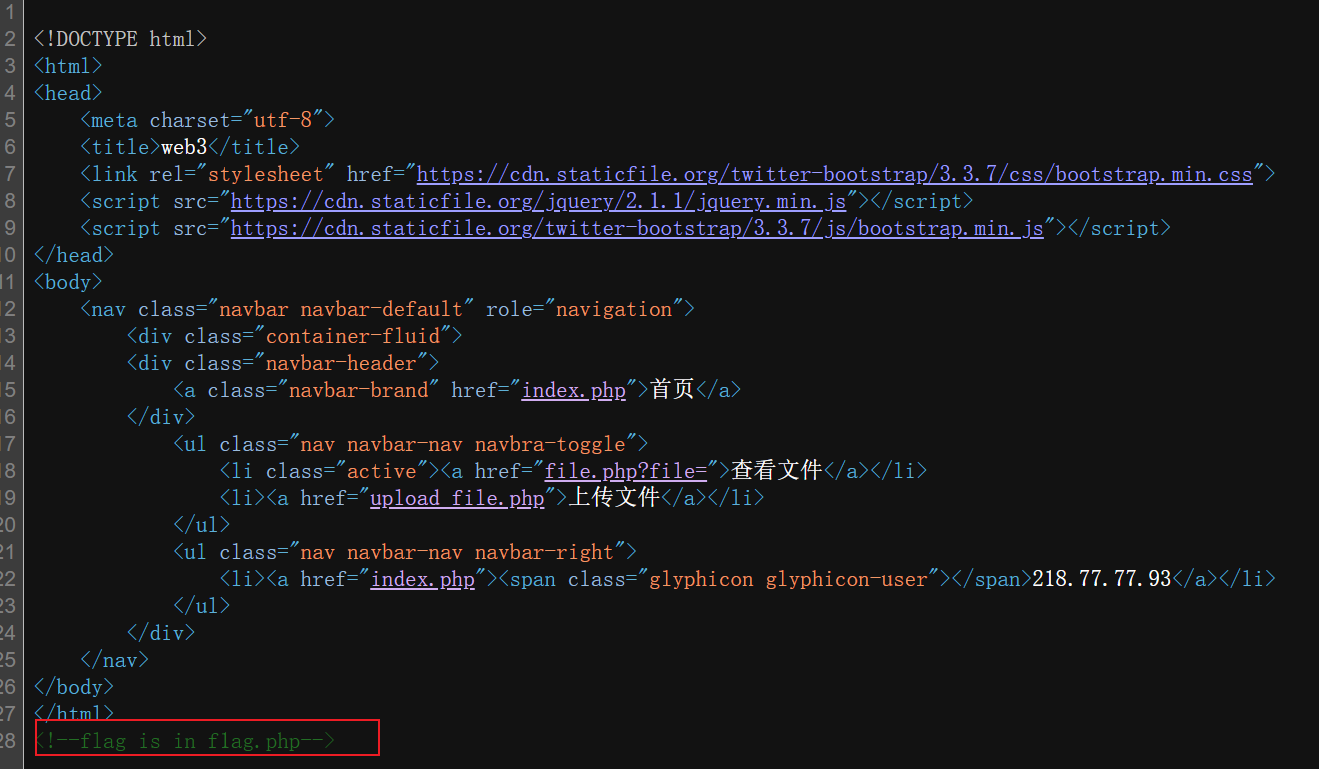 1
2 <!DOCTYPE html>
3 <html>
4 <head>
5 <meta charset="utf-8">
6 <title>web3</title>
7 <link rel="stylesheet" href="https://cdn.staticfile.org/twitter-bootstrap/3.3.7/css/bootstrap.min.css">
8 <script src="https://cdn.staticfile.org/jquery/2.1.1/jquery.min.js"></script>
9 <script src="https://cdn.staticfile.org/twitter-bootstrap/3.3.7/js/bootstrap.min.js"></script>
10 </head>
11 <body>
12 <nav class="navbar navbar-default" role="navigation">
13 <div class="container-fluid">
14 <div class="navbar-header">
15 <a class="navbar-brand" href="index.php">首页</a>
16 </div>
17 <ul class="nav navbar-nav navbra-toggle">
18 <li class="active"><a href="file.php?file=">查看文件</a></li>
19 <li><a href="upload_file.php">上传文件</a></li>
20 </ul>
21 <ul class="nav navbar-nav navbar-right">
22 <li><a href="index.php"><span class="glyphicon glyphicon-user"></span>218.77.77.93</a></li>
23 </ul>
24 </div>
25 </nav>
26 </body>
27 </html>
28 <!--flag is in flag.php-->